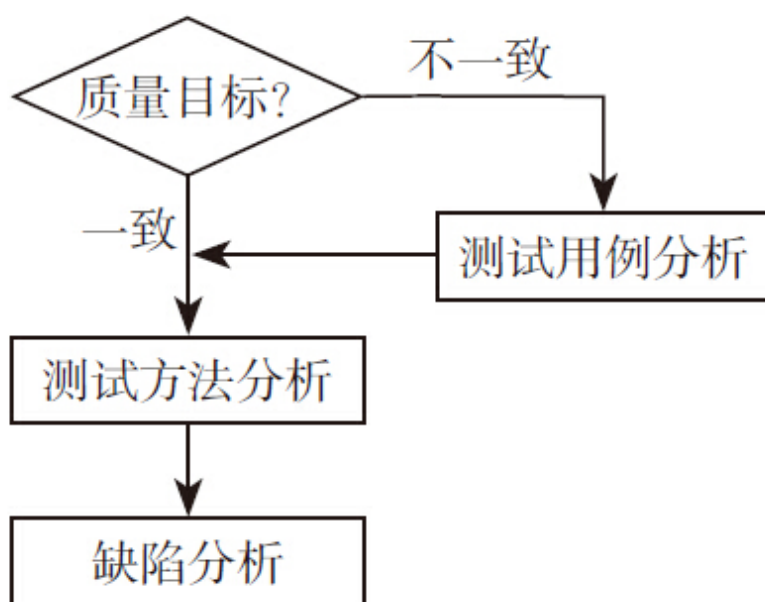 质量目标?
不一致
一致
测试用例分析
测试方法分析
缺陷分析